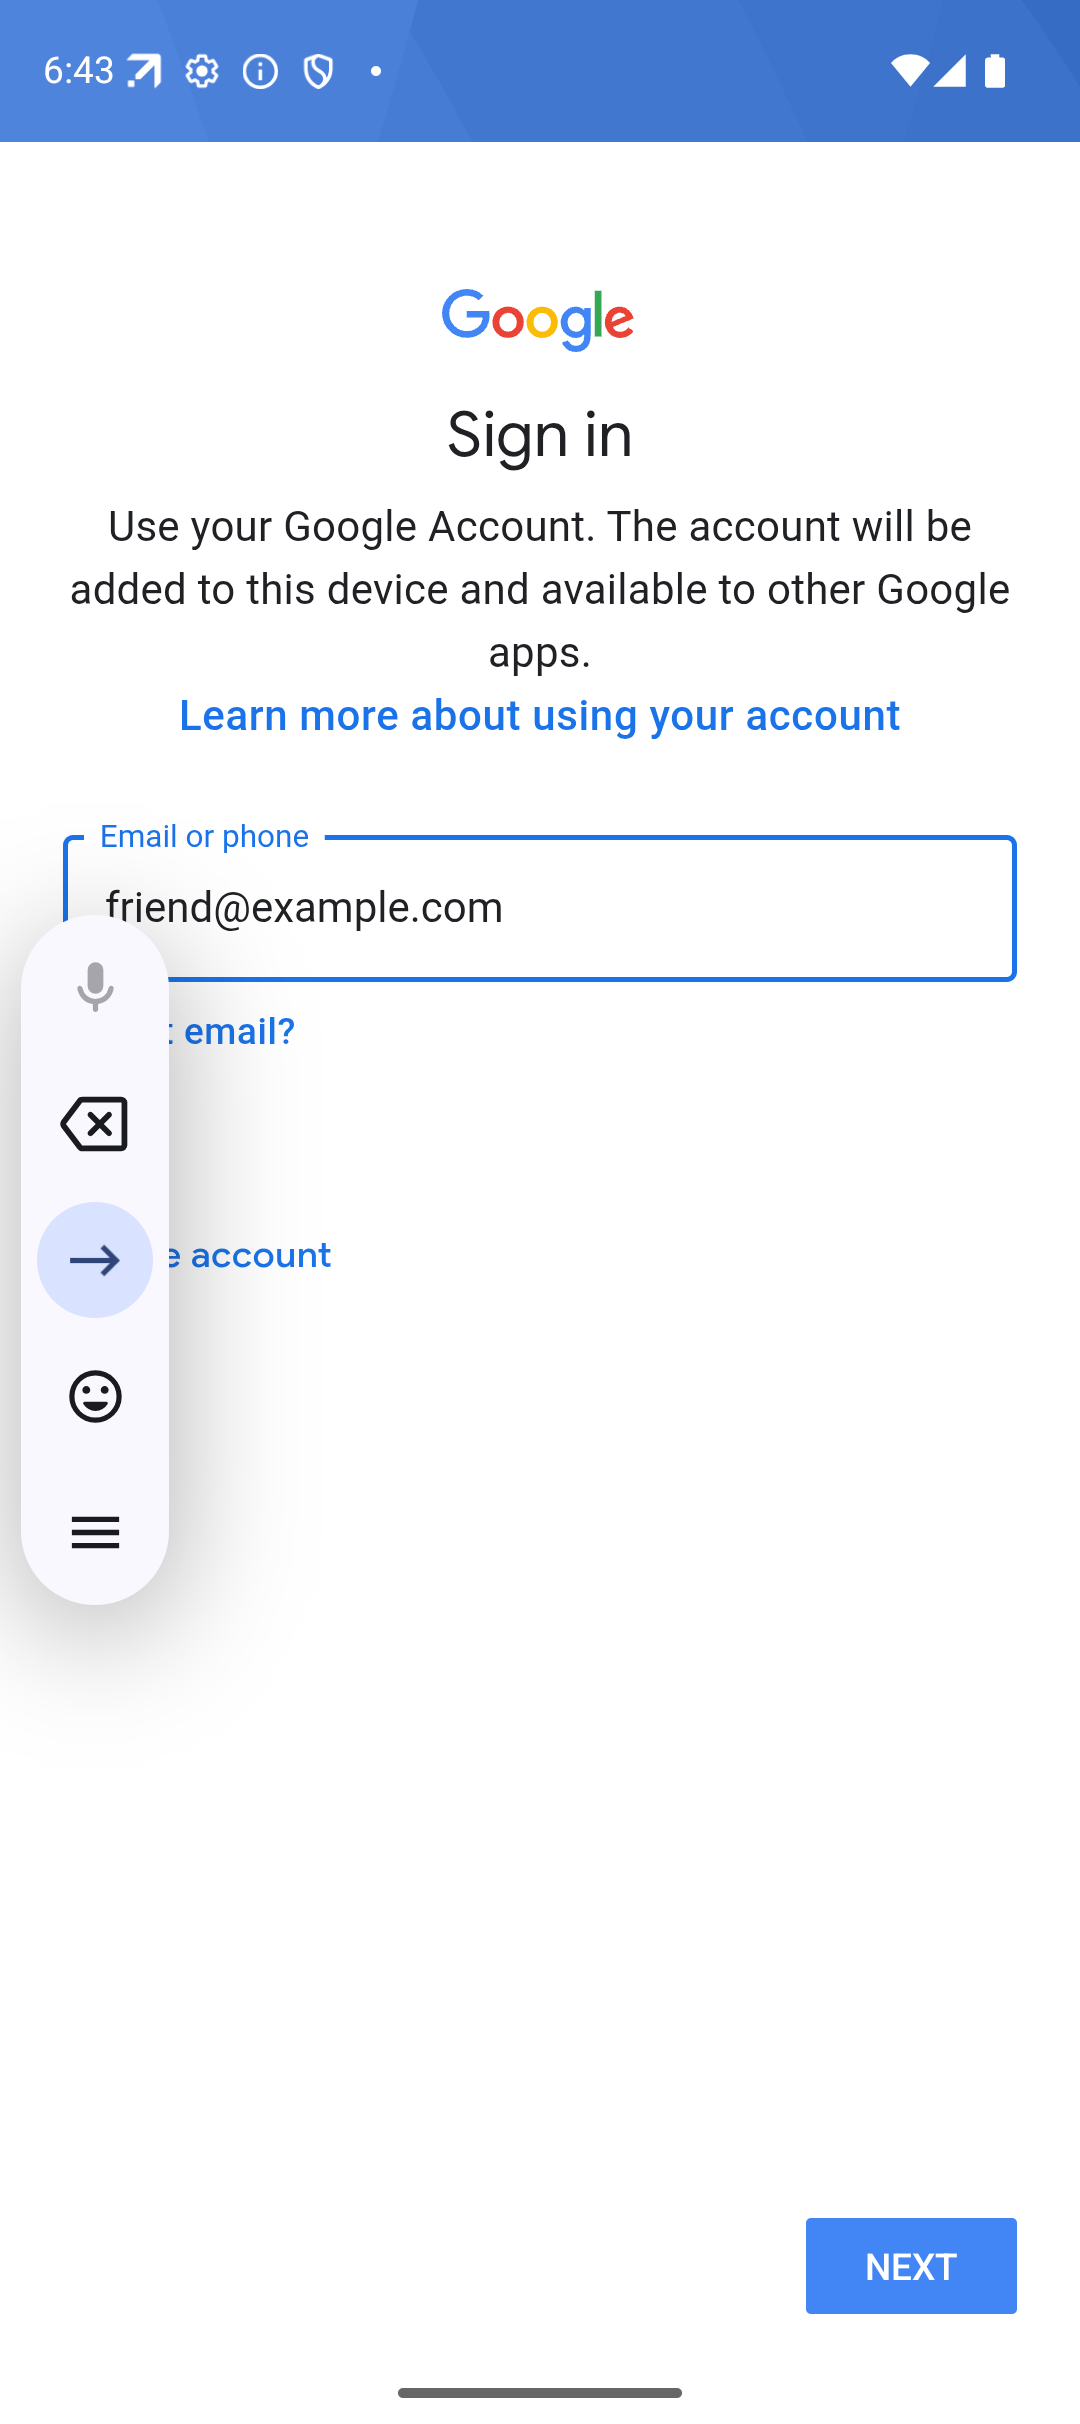 6:43
Google
Sign in
Use your Google Account. The account will be
added to this device and available to other Google
apps.
Learn more about using your account
Email or phone
friend@example.com
email?
account
NEXT